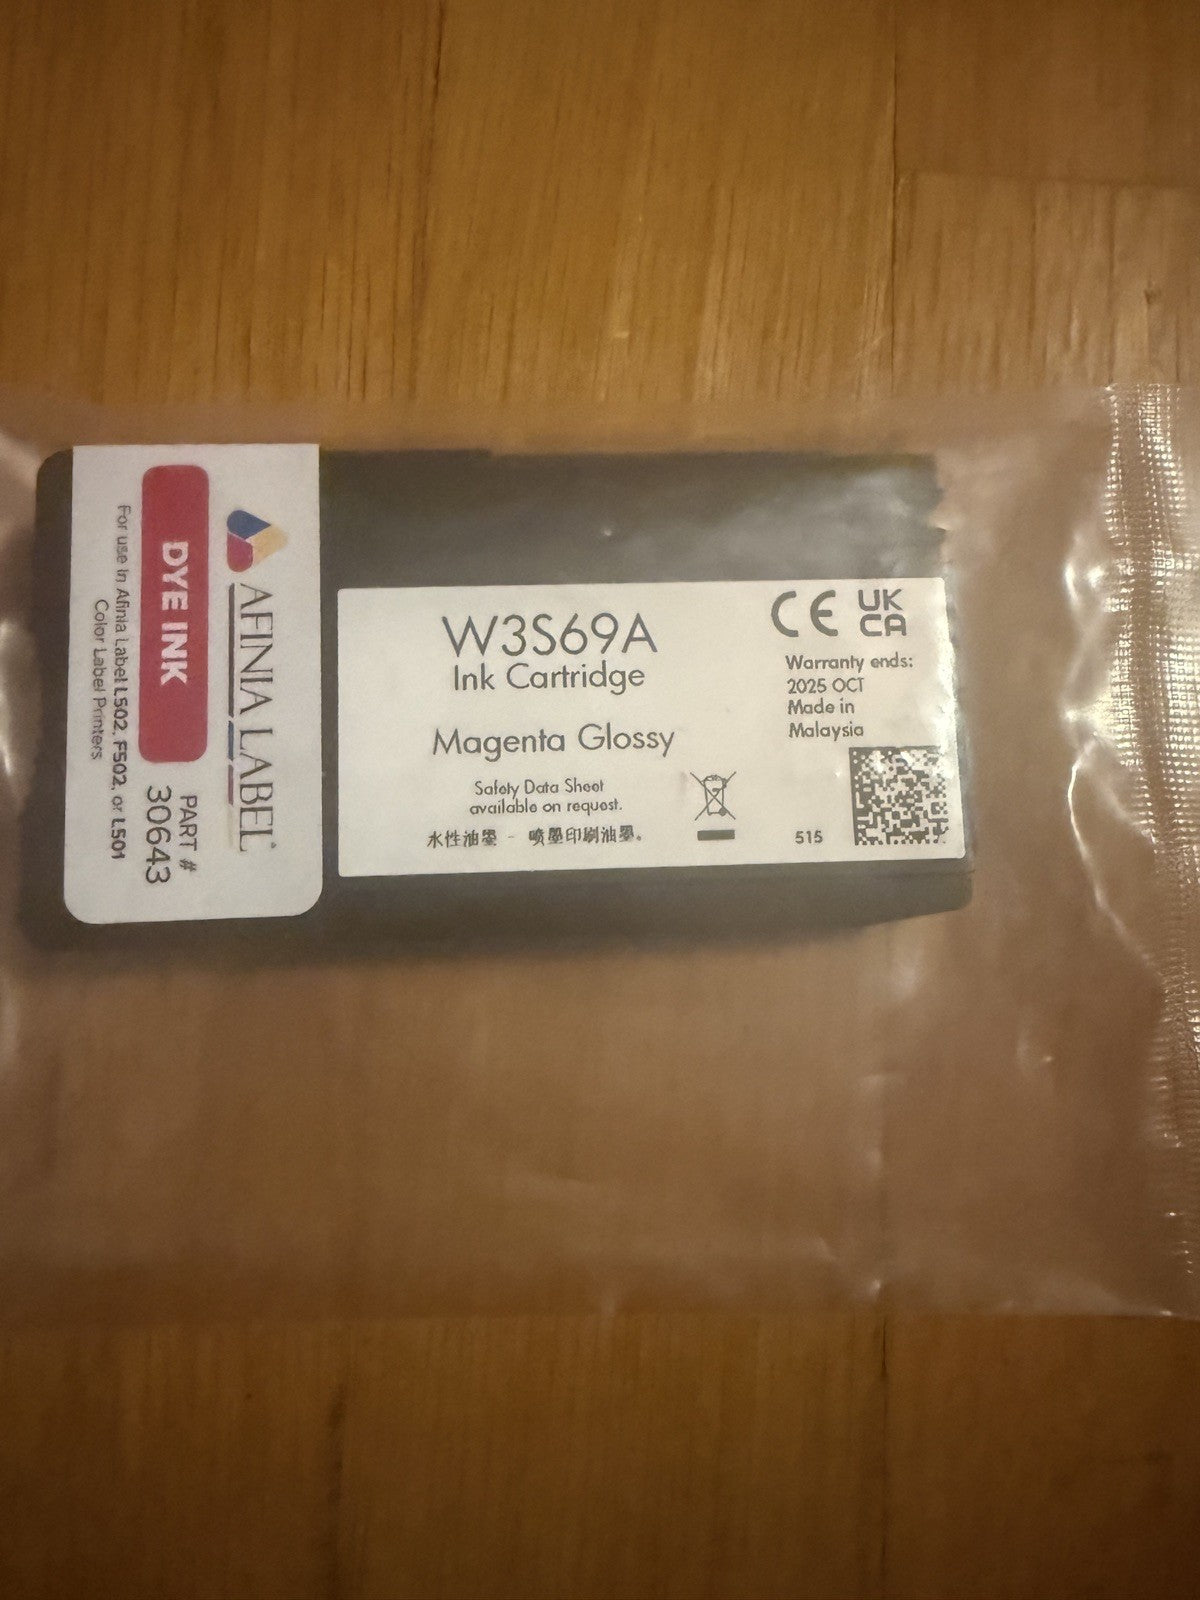 AFINIA LABEL®
DYE INK
PART #
30643
For use in Afinia Label L502, F502, or L501
Color Label Printers
W3S69A
Ink Cartridge
Magenta Glossy
Safety Data Sheet
available on request.
水性油墨 - 喷墨印刷油墨。
CE UK
CA
Warranty ends:
2025 OCT
Made in
Malaysia
515